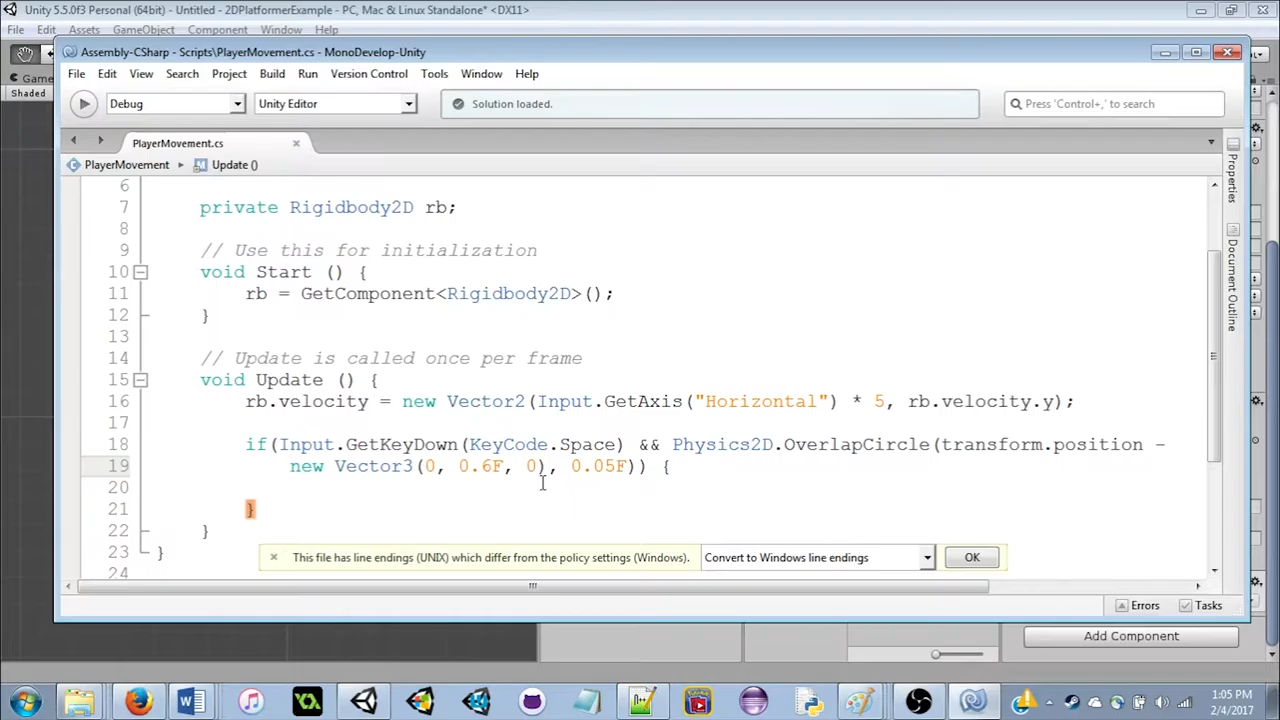 Unity 5.5.0f3 Personal (64bit) - Untitled - 2DPlatformerExample - PC, Mac & Linux Standalone* <DX11>
File Edit Assets GameObject Component Window Help
Game
Shaded
Assembly-CSharp - Scripts\PlayerMovement.cs - MonoDevelop-Unity
File Edit View Search Project Build Run Version Control Tools Window Help
Debug Unity Editor Solution loaded. Press 'Control+,' to search
PlayerMovement.cs
PlayerMovement Update ()
6
7 private Rigidbody2D rb;
8
9 // Use this for initialization
10 void Start () {
11 rb = GetComponent<Rigidbody2D>();
12 }
13
14 // Update is called once per frame
15 void Update () {
16 rb.velocity = new Vector2(Input.GetAxis("Horizontal") * 5, rb.velocity.y);
17
18 if(Input.GetKeyDown(KeyCode.Space) && Physics2D.OverlapCircle(transform.position -
19 new Vector3(0, 0.6F, 0), 0.05F)) {
20
21 }
22 }
23 }
24
This file has line endings (UNIX) which differ from the policy settings (Windows). Convert to Windows line endings OK
Properties
Document Outline
Errors Tasks
Add Component
1:05 PM
2/4/2017